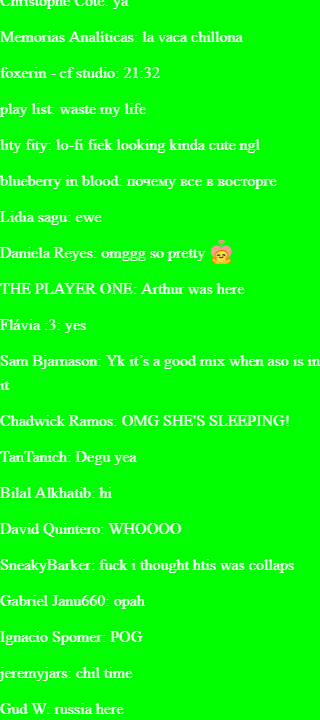 Christophe Cote: ya
Memorias Analíticas: la vaca chillona
foxerin - cf studio: 21:32
play list: waste my life
lity fity: lo-fi fiek looking kinda cute ngl
blueberry in blood: почему все в восторге
Lidia sagu: ewe
Daniela Reyes: omggg so pretty
THE PLAYER ONE: Arthur was here
Flávia :3: yes
Sam Bjarnason: Yk it's a good mix when aso is in
it
Chadwick Ramos: OMG SHE'S SLEEPING!
TanTanich: Degu yea
Bilal Alkhatib: hi
David Quintero: WHOOOO
SneakyBarker: fuck i thought htis was collaps
Gabriel Janu660: opah
Ignacio Spomer: POG
jeremyjars: chil time
Gud W: russia here